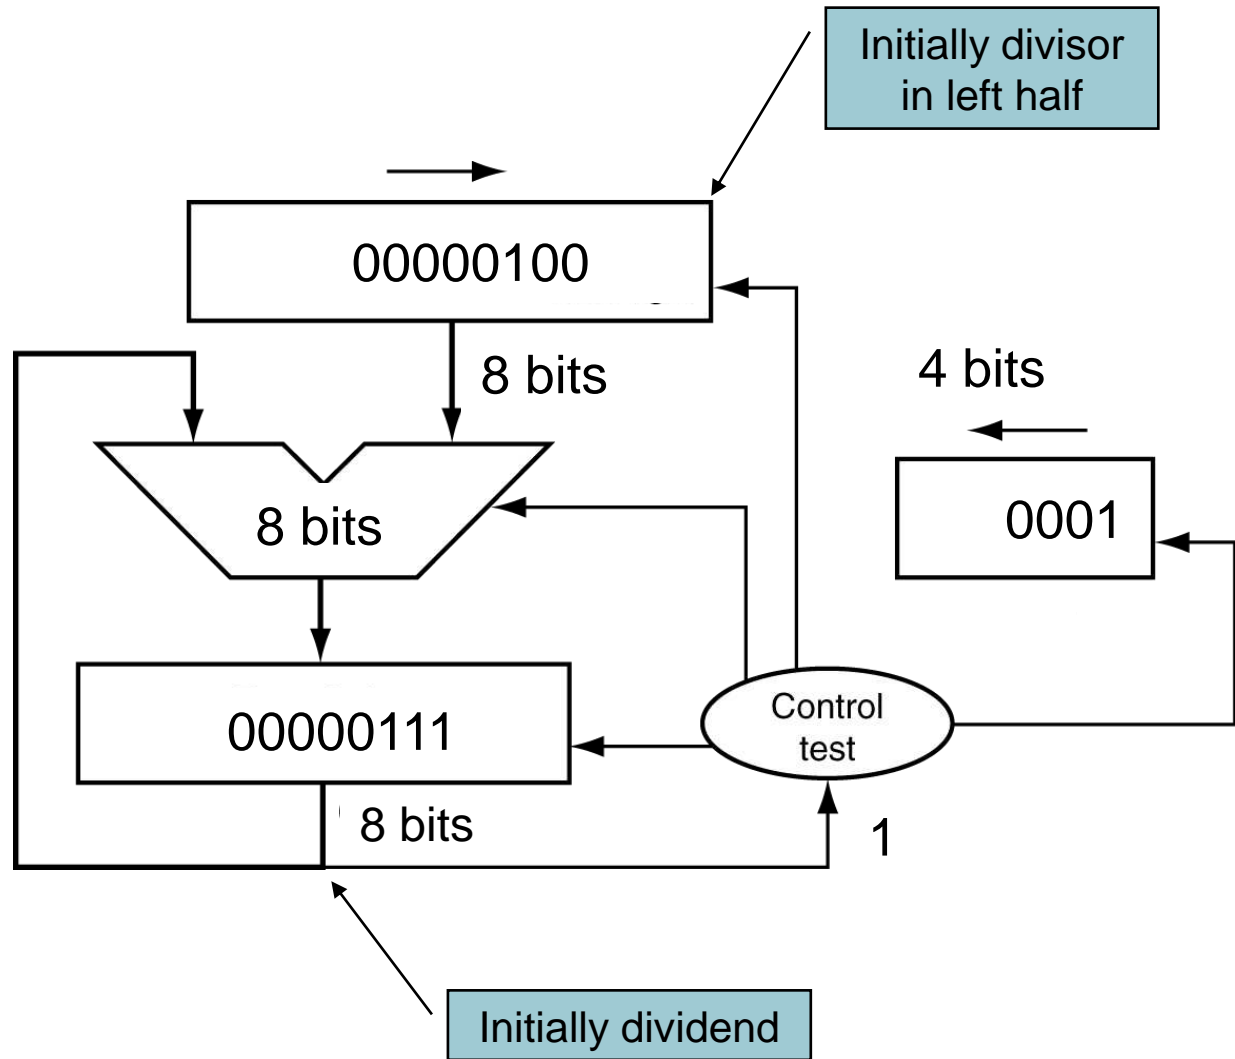 Initially divisor
in left half
00000100
8 bits
4 bits
8 bits
0001
00000111
Control
test
8 bits
1
Initially dividend